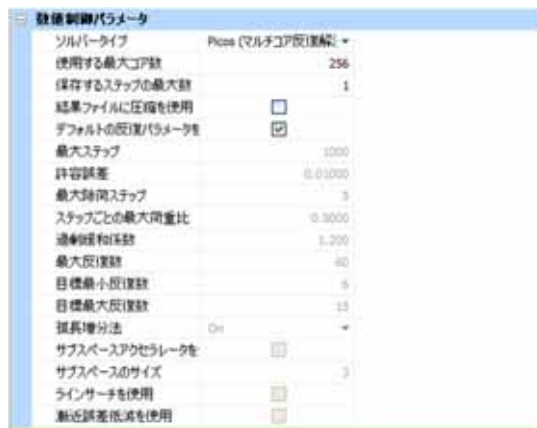 数値制御パラメータ
ソルバータイプ Picos (マルチコア反復解
使用する最大コア数 256
保存するステップの最大数 1
結果ファイルに圧縮を使用
デフォルトの反復パラメータを
最大ステップ 1000
許容誤差 0.01000
最大除荷ステップ 5
ステップごとの最大荷重比 0.5000
過剰緩和係数 1.200
最大反復数 60
目標最小反復数 6
目標最大反復数 15
弧長増分法 On
サブスペースアクセラレータを
サブスペースのサイズ 3
ラインサーチを使用
漸近誤差低減を使用